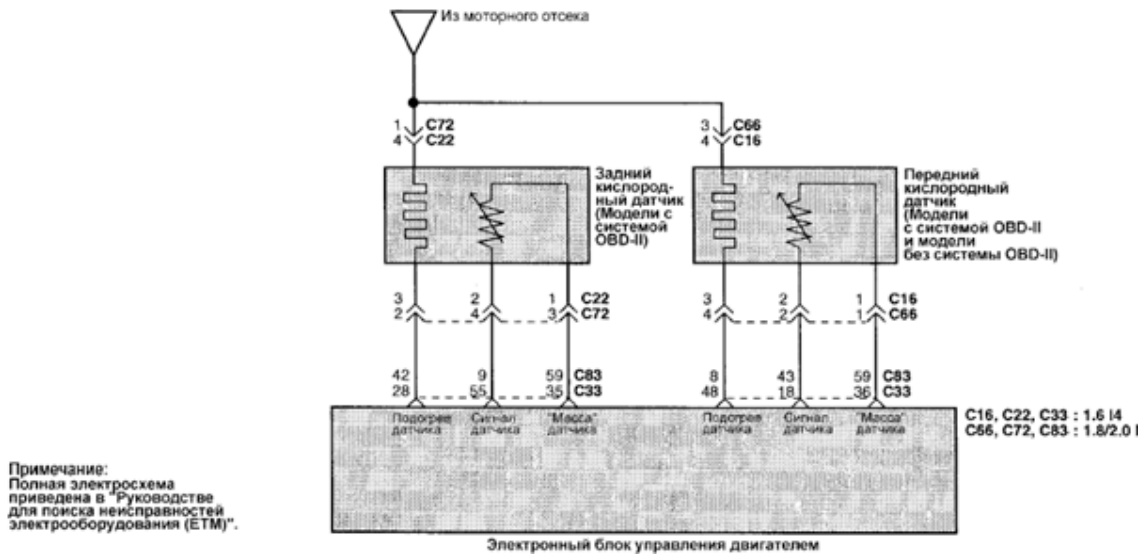 Из моторного отсека
1 C72
4 C22
3 C66
4 C16
Задний
кислород-
ный датчик
(Модели с
системой
OBD-II)
Передний
кислородный
датчик
(Модели
с системой OBD-II
и модели
без системы OBD-II)
3 2 1 C22
2 4 3 C72
3 2 1 C16
4 2 1 C66
42 9 59 C83
28 55 35 C33
8 43 59 C83
48 18 36 C33
Подогрев датчика
Сигнал датчика
"Масса" датчика
Подогрев датчика
Сигнал датчика
"Масса" датчика
C16, C22, C33 : 1.6 I4
C66, C72, C83 : 1.8/2.0 I
Примечание:
Полная электросхема
приведена в "Руководстве
для поиска неисправностей
электрооборудования (ETM)".
Электронный блок управления двигателем